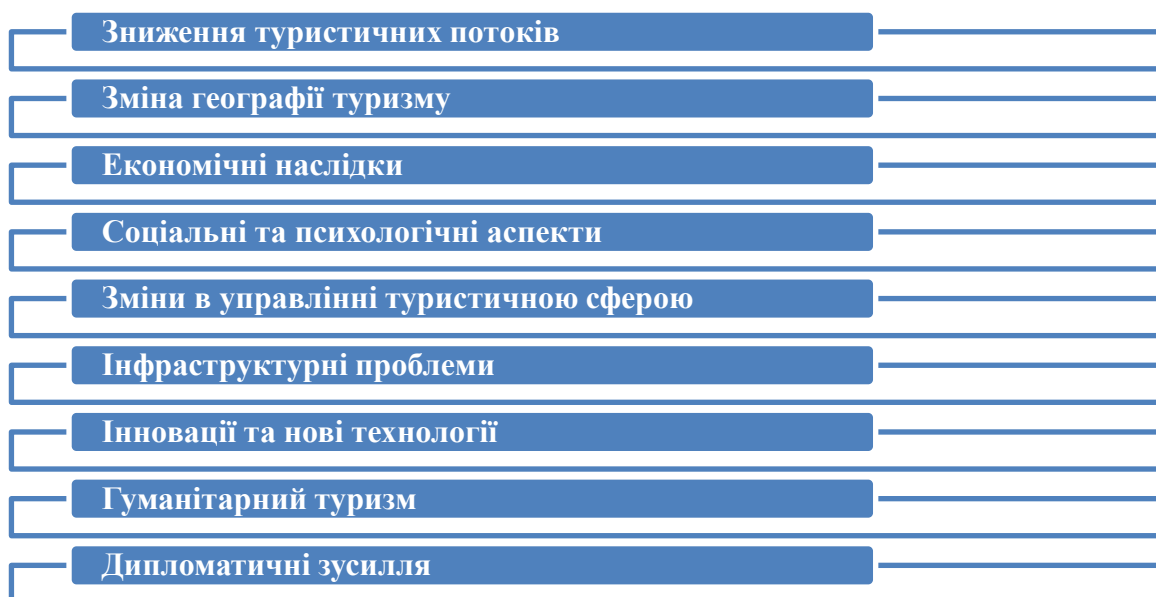 Зниження туристичних потоків
Зміна географії туризму
Економічні наслідки
Соціальні та психологічні аспекти
Зміни в управлінні туристичною сферою
Інфраструктурні проблеми
Інновації та нові технології
Гуманітарний туризм
Дипломатичні зусилля